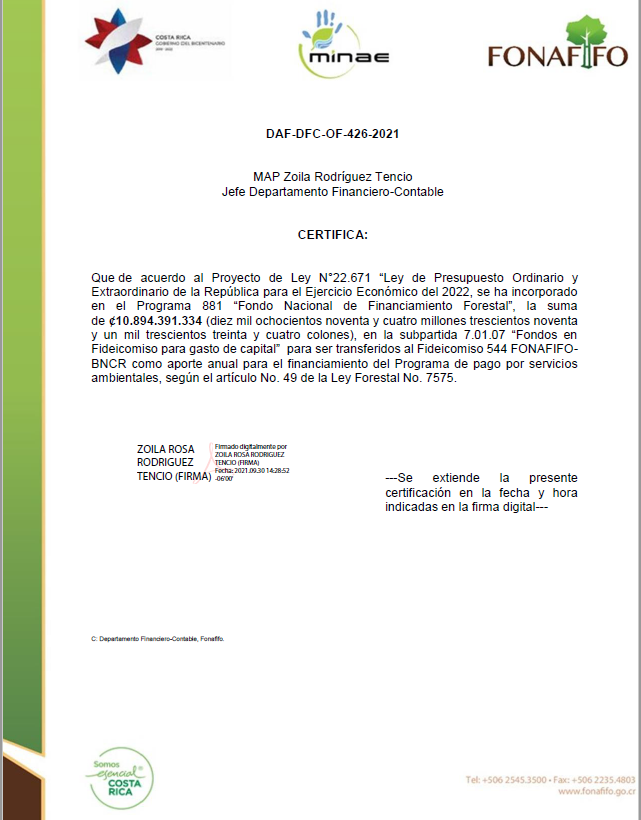 COSTA RICA
GOBIERNO DEL BICENTENARIO
minae
FONAFIFO
DAF-DFC-OF-426-2021
MAP Zoila Rodríguez Tencio
Jefe Departamento Financiero-Contable
CERTIFICA:
Que de acuerdo al Proyecto de Ley N°22.671 “Ley de Presupuesto Ordinario y
Extraordinario de la República para el Ejercicio Económico del 2022, se ha incorporado
en el Programa 881 “Fondo Nacional de Financiamiento Forestal”, la suma
de ¢10.894.391.334 (diez mil ochocientos noventa y cuatro millones trescientos noventa
y un mil trescientos treinta y cuatro colones), en la subpartida 7.01.07 “Fondos en
Fideicomiso para gasto de capital” para ser transferidos al Fideicomiso 544 FONAFIFO-
BNCR como aporte anual para el financiamiento del Programa de pago por servicios
ambientales, según el artículo No. 49 de la Ley Forestal No. 7575.
ZOILA ROSA
RODRIGUEZ
TENCIO (FIRMA)
Firmado digitalmente por
ZOILA ROSA RODRIGUEZ
TENCIO (FIRMA)
Fecha: 2021.09.30 14:28:52
-06'00'
---Se extiende la presente
certificación en la fecha y hora
indicadas en la firma digital---
C: Departamento Financiero-Contable, Fonafifo.
Somos
esencial®
COSTA
RICA
Tel: +506 2545.3500 • Fax: +506 2235.4803
www.fonafifo.go.cr